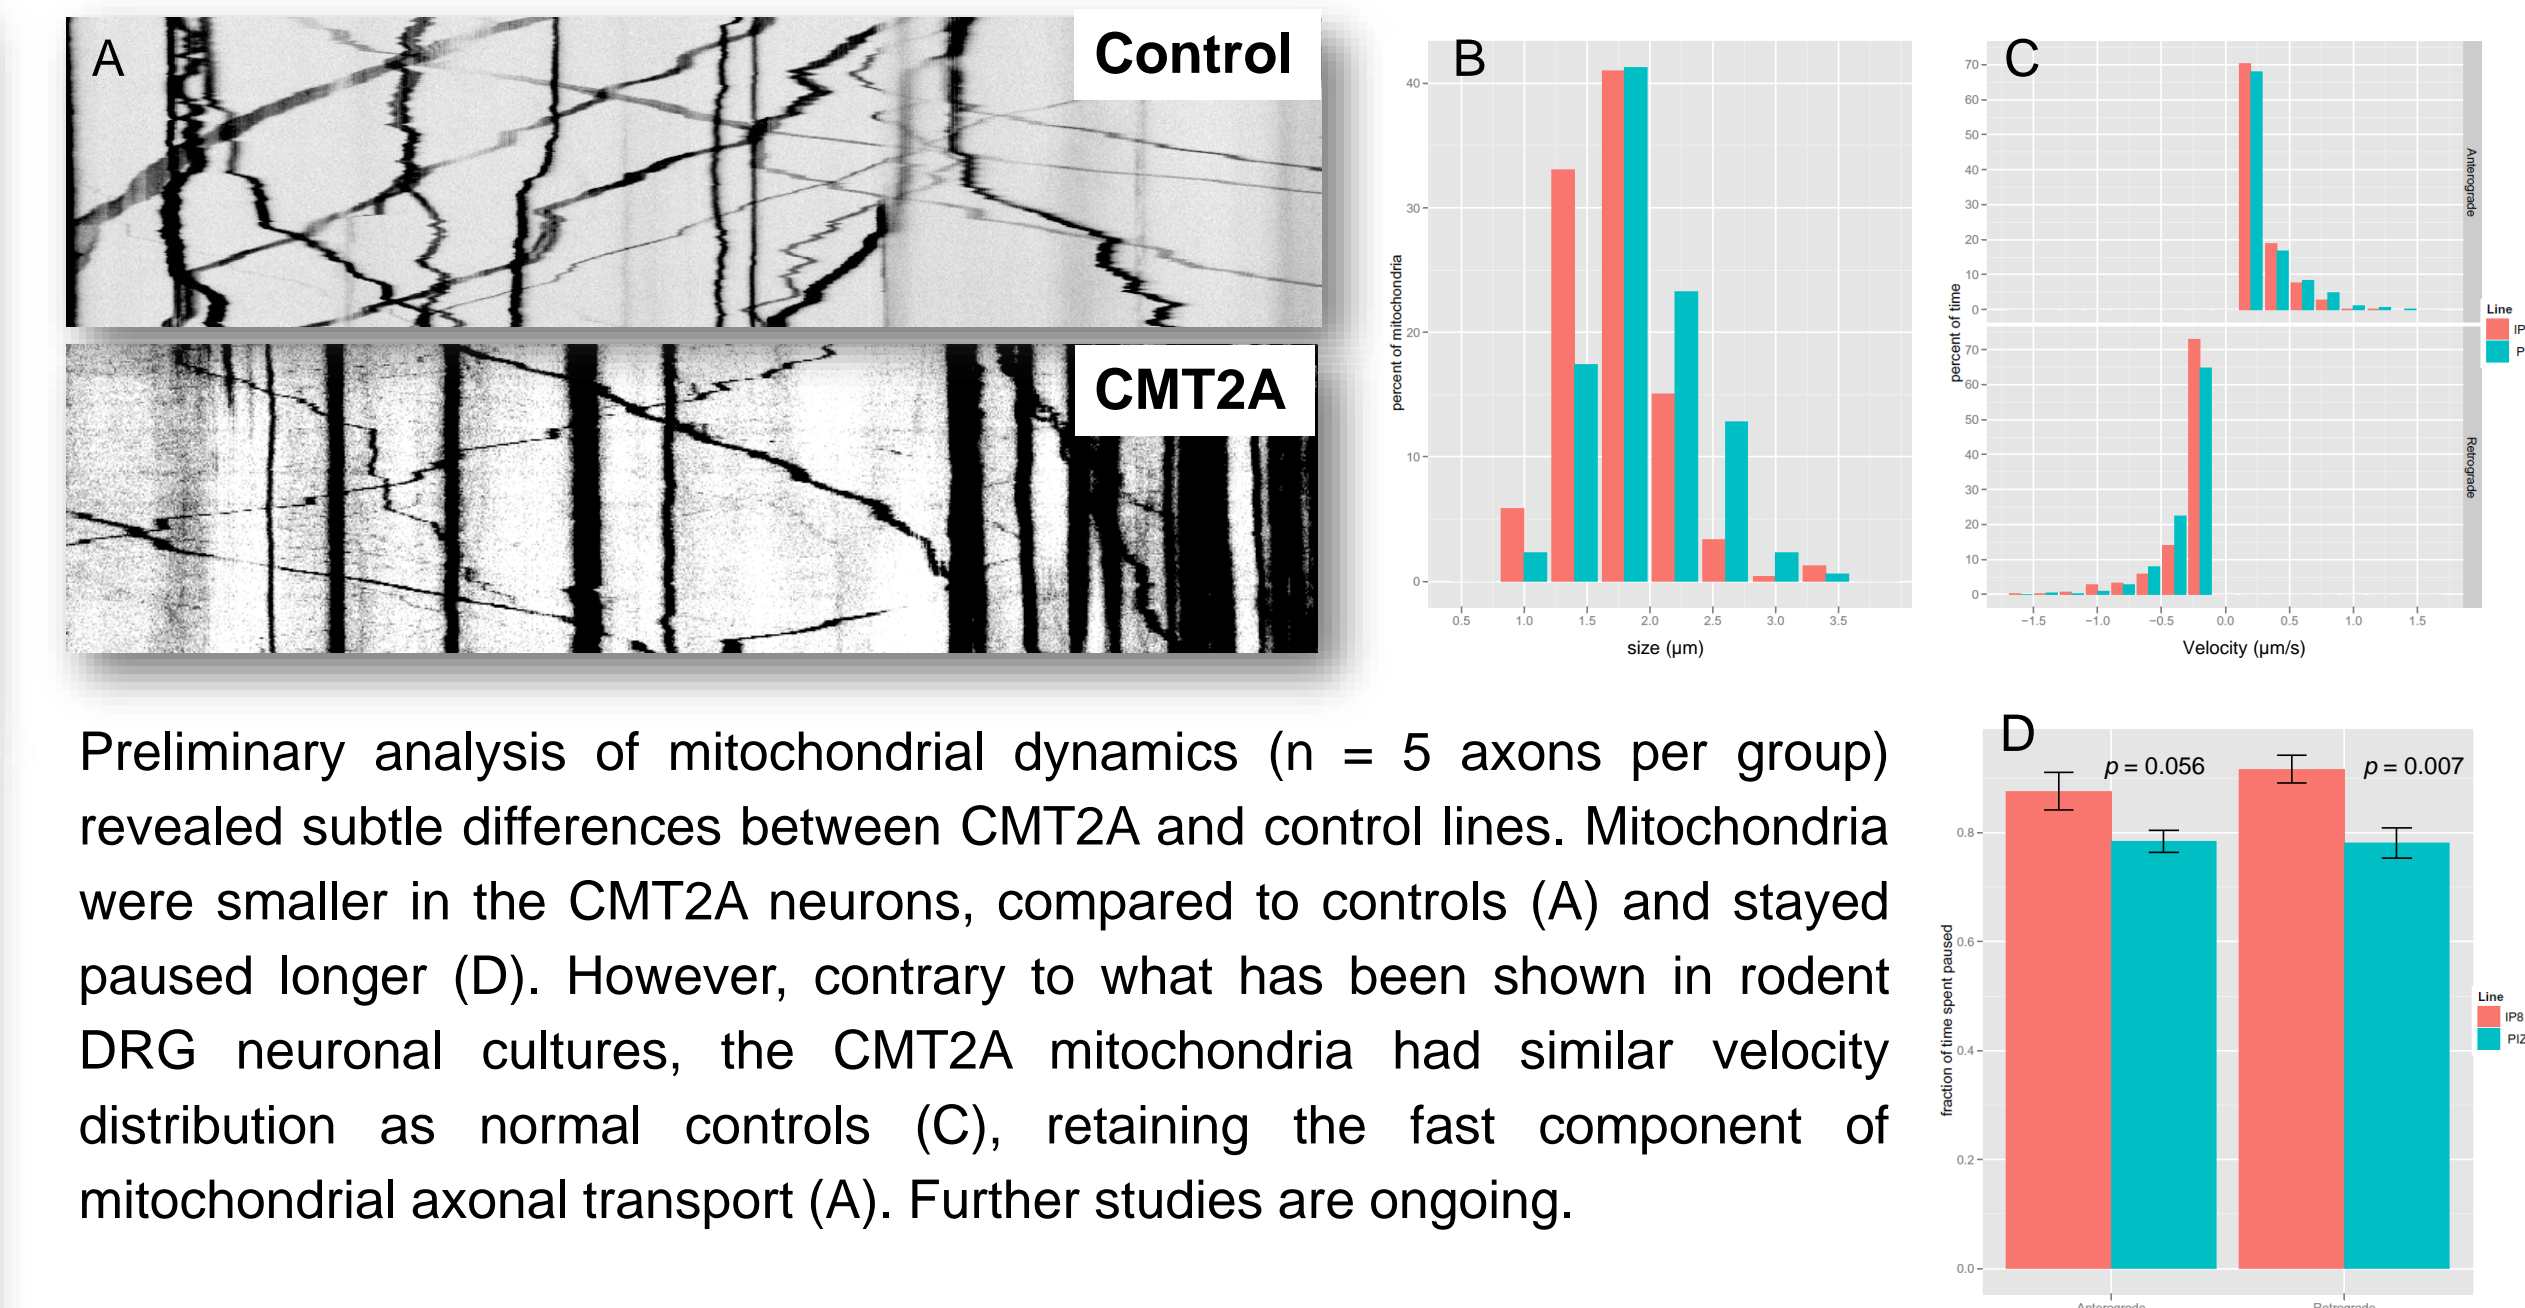 A
Control
CMT2A
B
percent of mitochondria
40
30
20
10
0
0.5 1.0 1.5 2.0 2.5 3.0 3.5
size (µm)
C
percent of time
70
60
50
40
30
20
10
0
Anterograde
70
60
50
40
30
20
10
0
Retrograde
−1.5 −1.0 −0.5 0.0 0.5 1.0 1.5
Velocity (µm/s)
Line
IP
P
Preliminary analysis of mitochondrial dynamics (n = 5 axons per group)
revealed subtle differences between CMT2A and control lines. Mitochondria
were smaller in the CMT2A neurons, compared to controls (A) and stayed
paused longer (D). However, contrary to what has been shown in rodent
DRG neuronal cultures, the CMT2A mitochondria had similar velocity
distribution as normal controls (C), retaining the fast component of
mitochondrial axonal transport (A). Further studies are ongoing.
D
p = 0.056 p = 0.007
fraction of time spent paused
0.8
0.6
0.4
0.2
0.0
Anterograde Retrograde
Line
IP8
PIZ